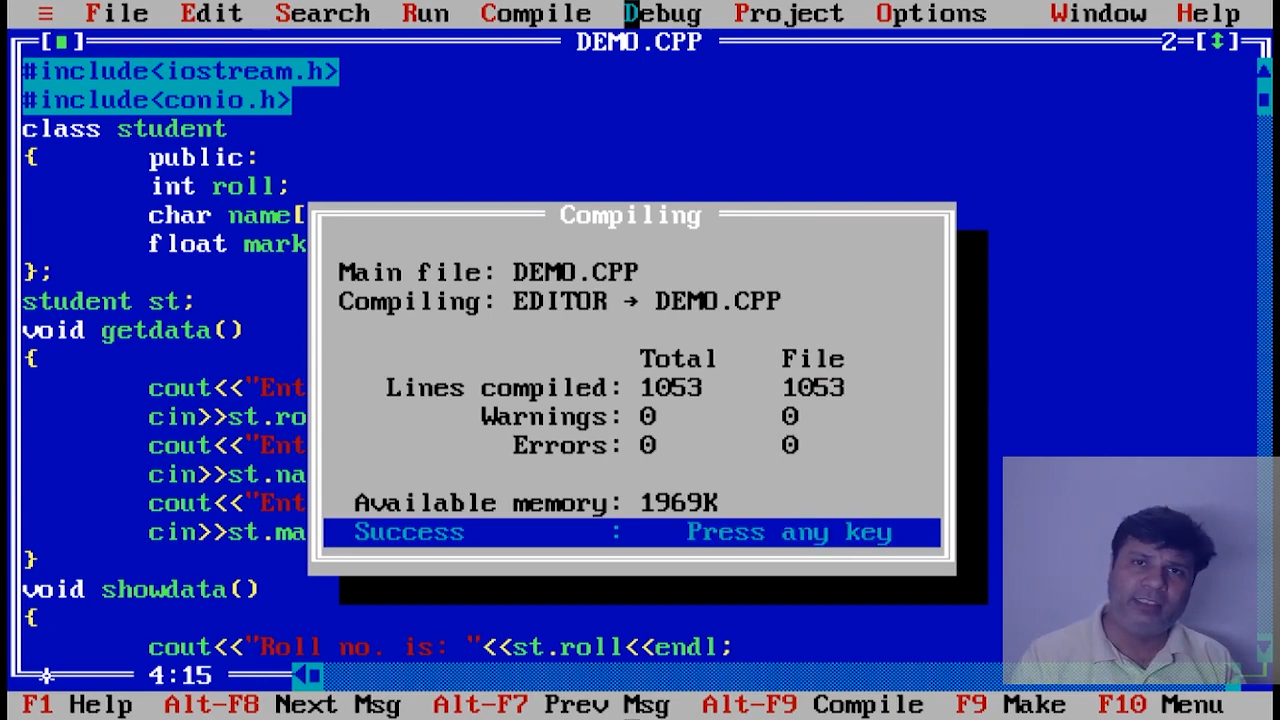 ≡ File Edit Search Run Compile Debug Project Options Window Help
[■] DEMO.CPP 2=[↕]
#include<iostream.h>
#include<conio.h>
class student
{ public:
int roll;
char name[
float mark
};
student st;
void getdata()
{
cout<<"Ent
cin>>st.ro
cout<<"Ent
cin>>st.na
cout<<"Ent
cin>>st.ma
}
void showdata()
{
cout<<"Roll no. is: "<<st.roll<<endl;
Compiling
Main file: DEMO.CPP
Compiling: EDITOR → DEMO.CPP
Total File
Lines compiled: 1053 1053
Warnings: 0 0
Errors: 0 0
Available memory: 1969K
Success : Press any key
4:15
F1 Help Alt-F8 Next Msg Alt-F7 Prev Msg Alt-F9 Compile F9 Make F10 Menu